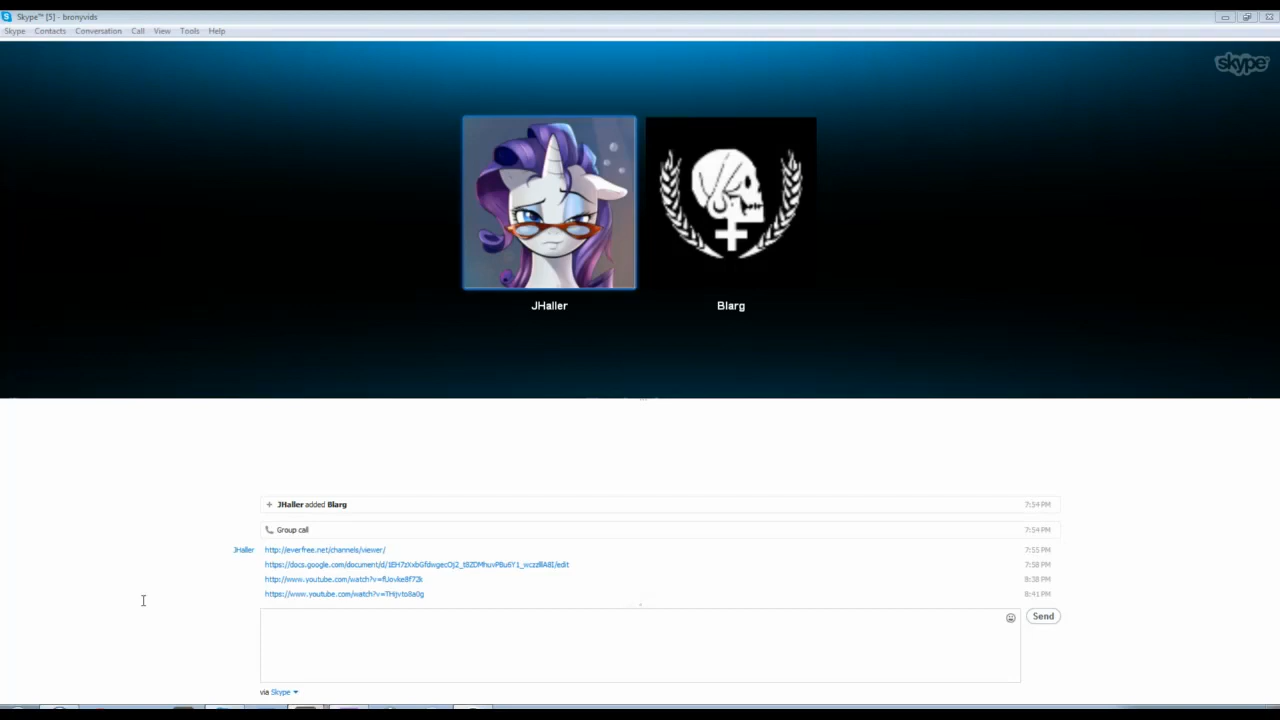 Skype™ [5] - bronyvids
Skype Contacts Conversation Call View Tools Help
skype
JHaller Blarg
JHaller added Blarg 7:54 PM
Group call 7:54 PM
JHaller http://everfree.net/channels/viewer/ 7:55 PM
7:58 PM
8:38 PM
8:41 PM
Send
via Skype